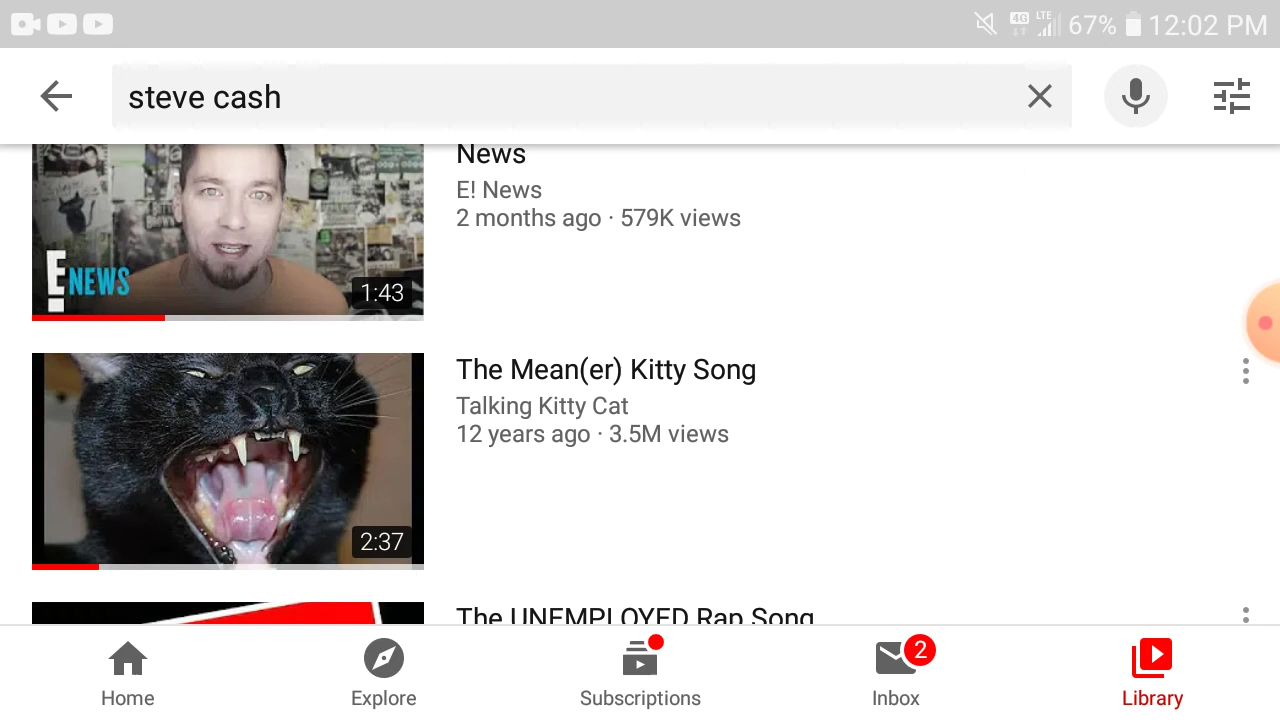 4G LTE 67% 12:02 PM
steve cash
News
E! News
2 months ago · 579K views
E NEWS
1:43
The Mean(er) Kitty Song
Talking Kitty Cat
12 years ago · 3.5M views
2:37
The UNEMPLOYED Rap Song
2
Home Explore Subscriptions Inbox Library